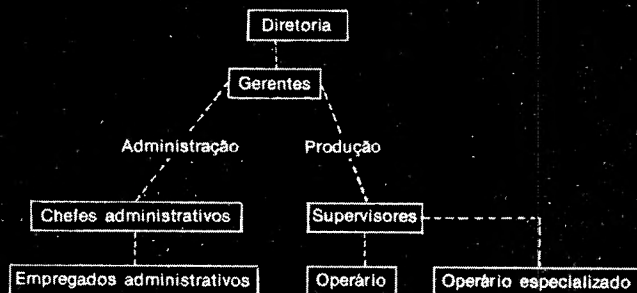 Diretoria
Gerentes
Administração
Produção
Chefes administrativos
Supervisores
Empregados administrativos
Operário
Operário especializado